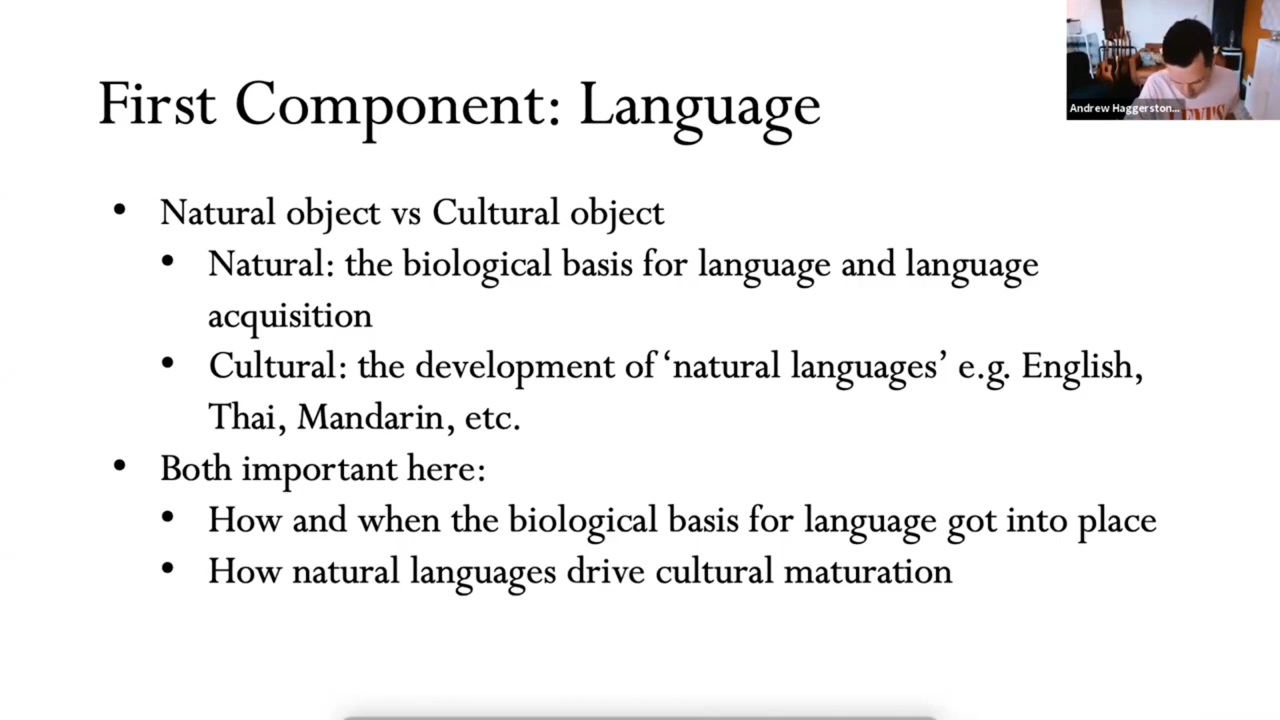 First Component: Language
Andrew Haggerston...
• Natural object vs Cultural object
• Natural: the biological basis for language and language
acquisition
• Cultural: the development of ‘natural languages’ e.g. English,
Thai, Mandarin, etc.
• Both important here:
• How and when the biological basis for language got into place
• How natural languages drive cultural maturation